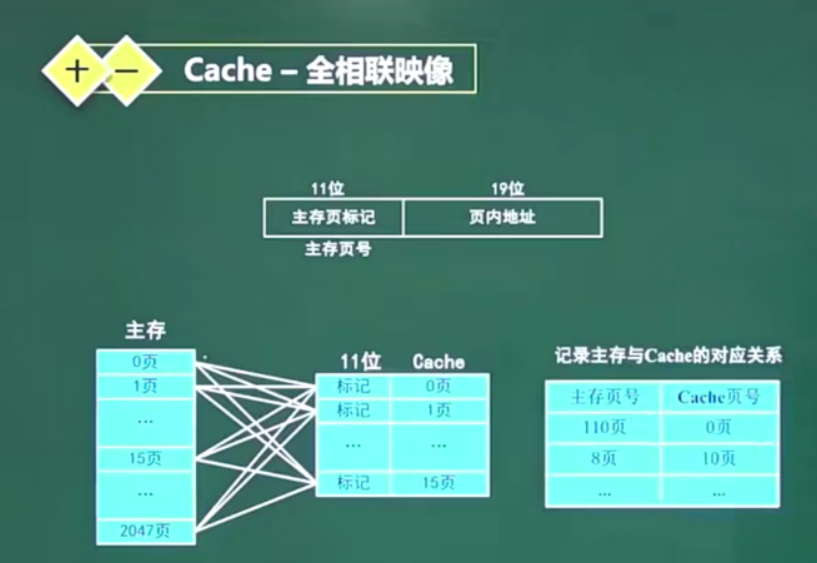 + - Cache – 全相联映像
11位 19位
主存页标记 页内地址
主存页号
主存
0页
1页
...
15页
...
2047页
11位 Cache
标记 0页
标记 1页
... ...
标记 15页
记录主存与Cache的对应关系
主存页号 Cache页号
110页 0页
8页 10页
... ...